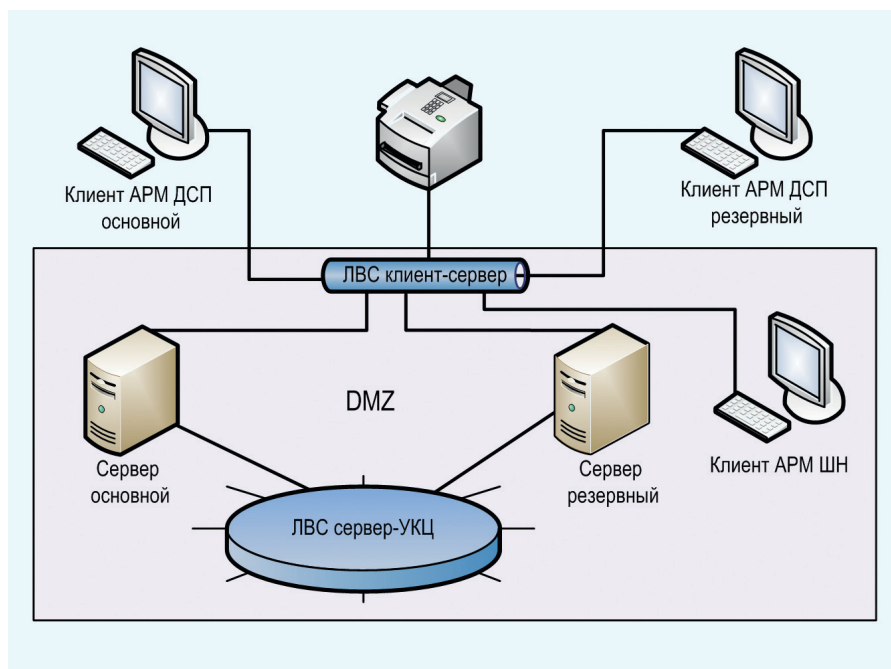 Клиент АРМ ДСП
основной
Клиент АРМ ДСП
резервный
ЛВС клиент-сервер
DMZ
Сервер
основной
Сервер
резервный
Клиент АРМ ШН
ЛВС сервер-УКЦ